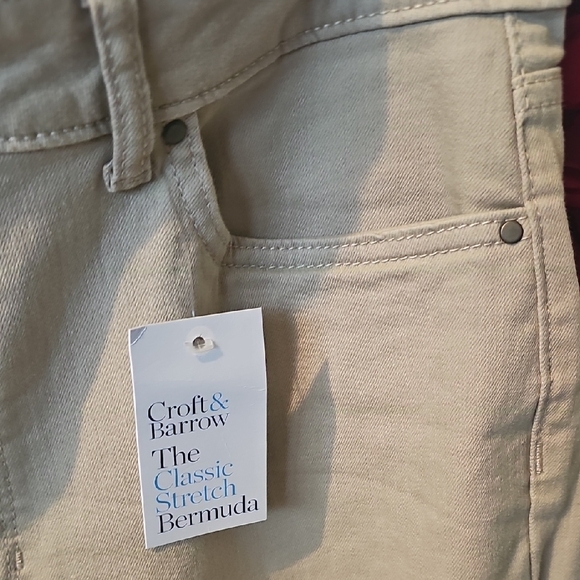 Croft &
Barrow
The
Classic
Stretch
Bermuda